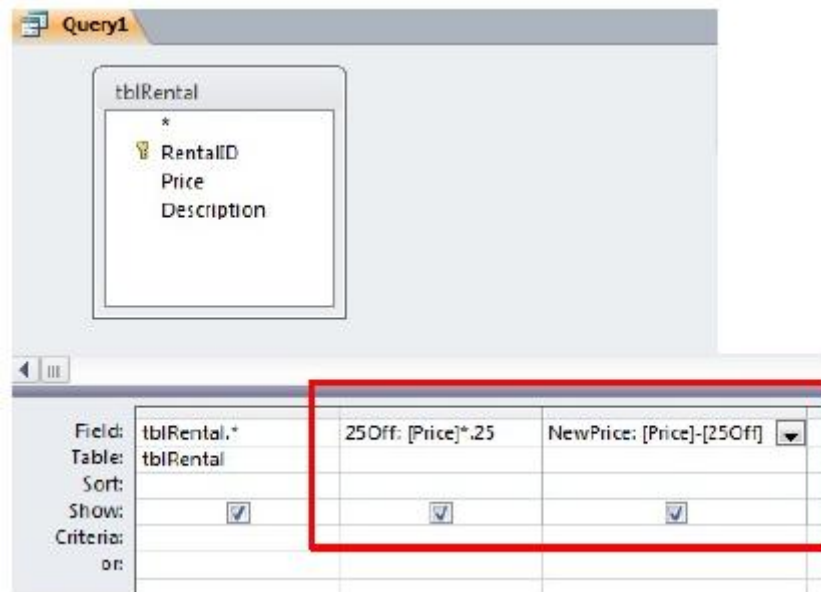 Query1
tblRental
*
RentalID
Price
Description
Field: tblRental.* 25Off: [Price]*.25 NewPrice: [Price]-[25Off]
Table: tblRental
Sort:
Show:
Criteria:
or: